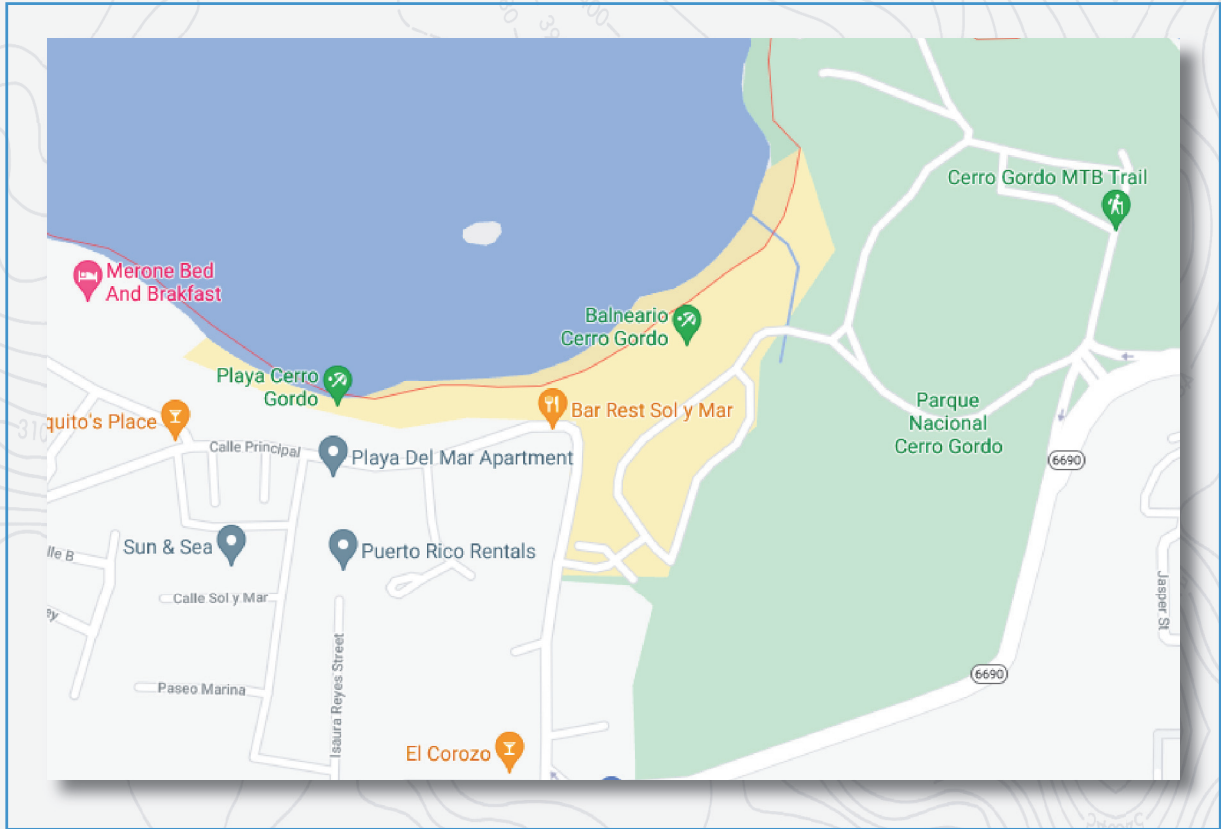 Cerro Gordo MTB Trail
Merone Bed
And Brakfast
Balneario
Cerro Gordo
Playa Cerro
Gordo
Bar Rest Sol y Mar
Parque
Nacional
Cerro Gordo
quito's Place
Calle Principal
Playa Del Mar Apartment
6690
Sun & Sea
Puerto Rico Rentals
lle B
Calle Sol y Mar
ey
Jasper St
Isaura Reyes Street
Paseo Marina
6690
El Corozo